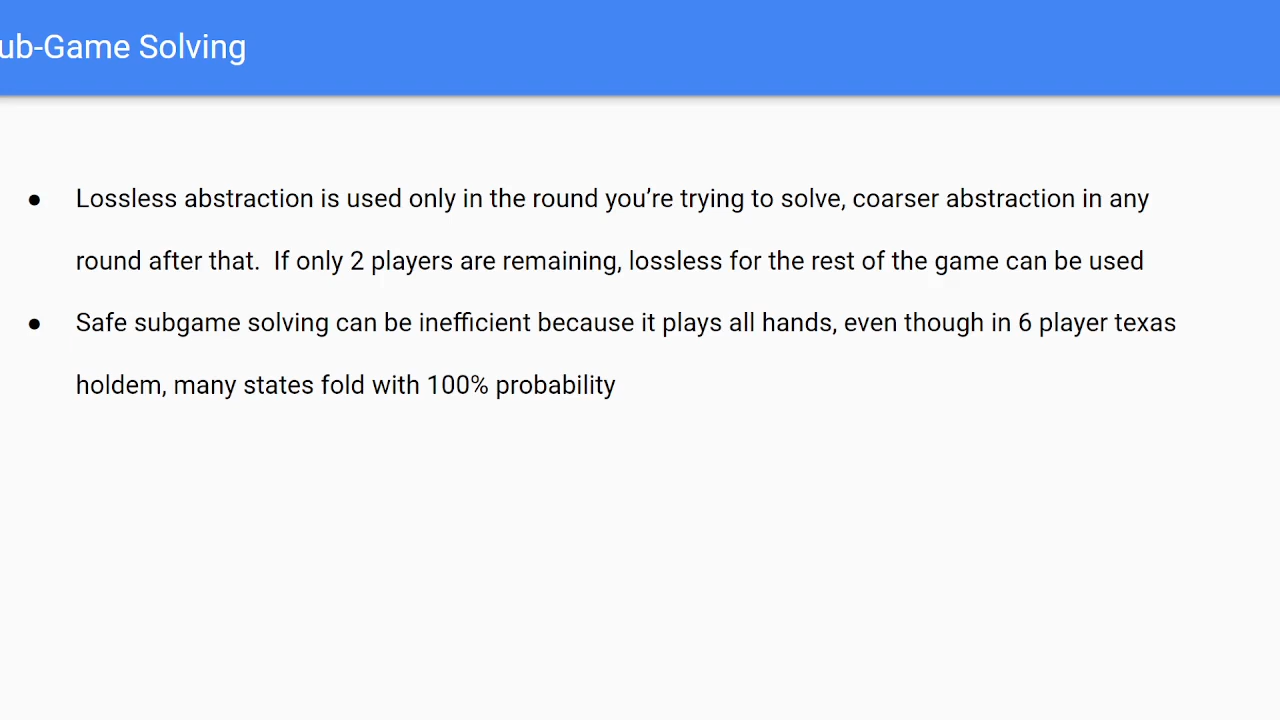 ub-Game Solving
● Lossless abstraction is used only in the round you’re trying to solve, coarser abstraction in any
round after that.  If only 2 players are remaining, lossless for the rest of the game can be used
● Safe subgame solving can be inefficient because it plays all hands, even though in 6 player texas
holdem, many states fold with 100% probability